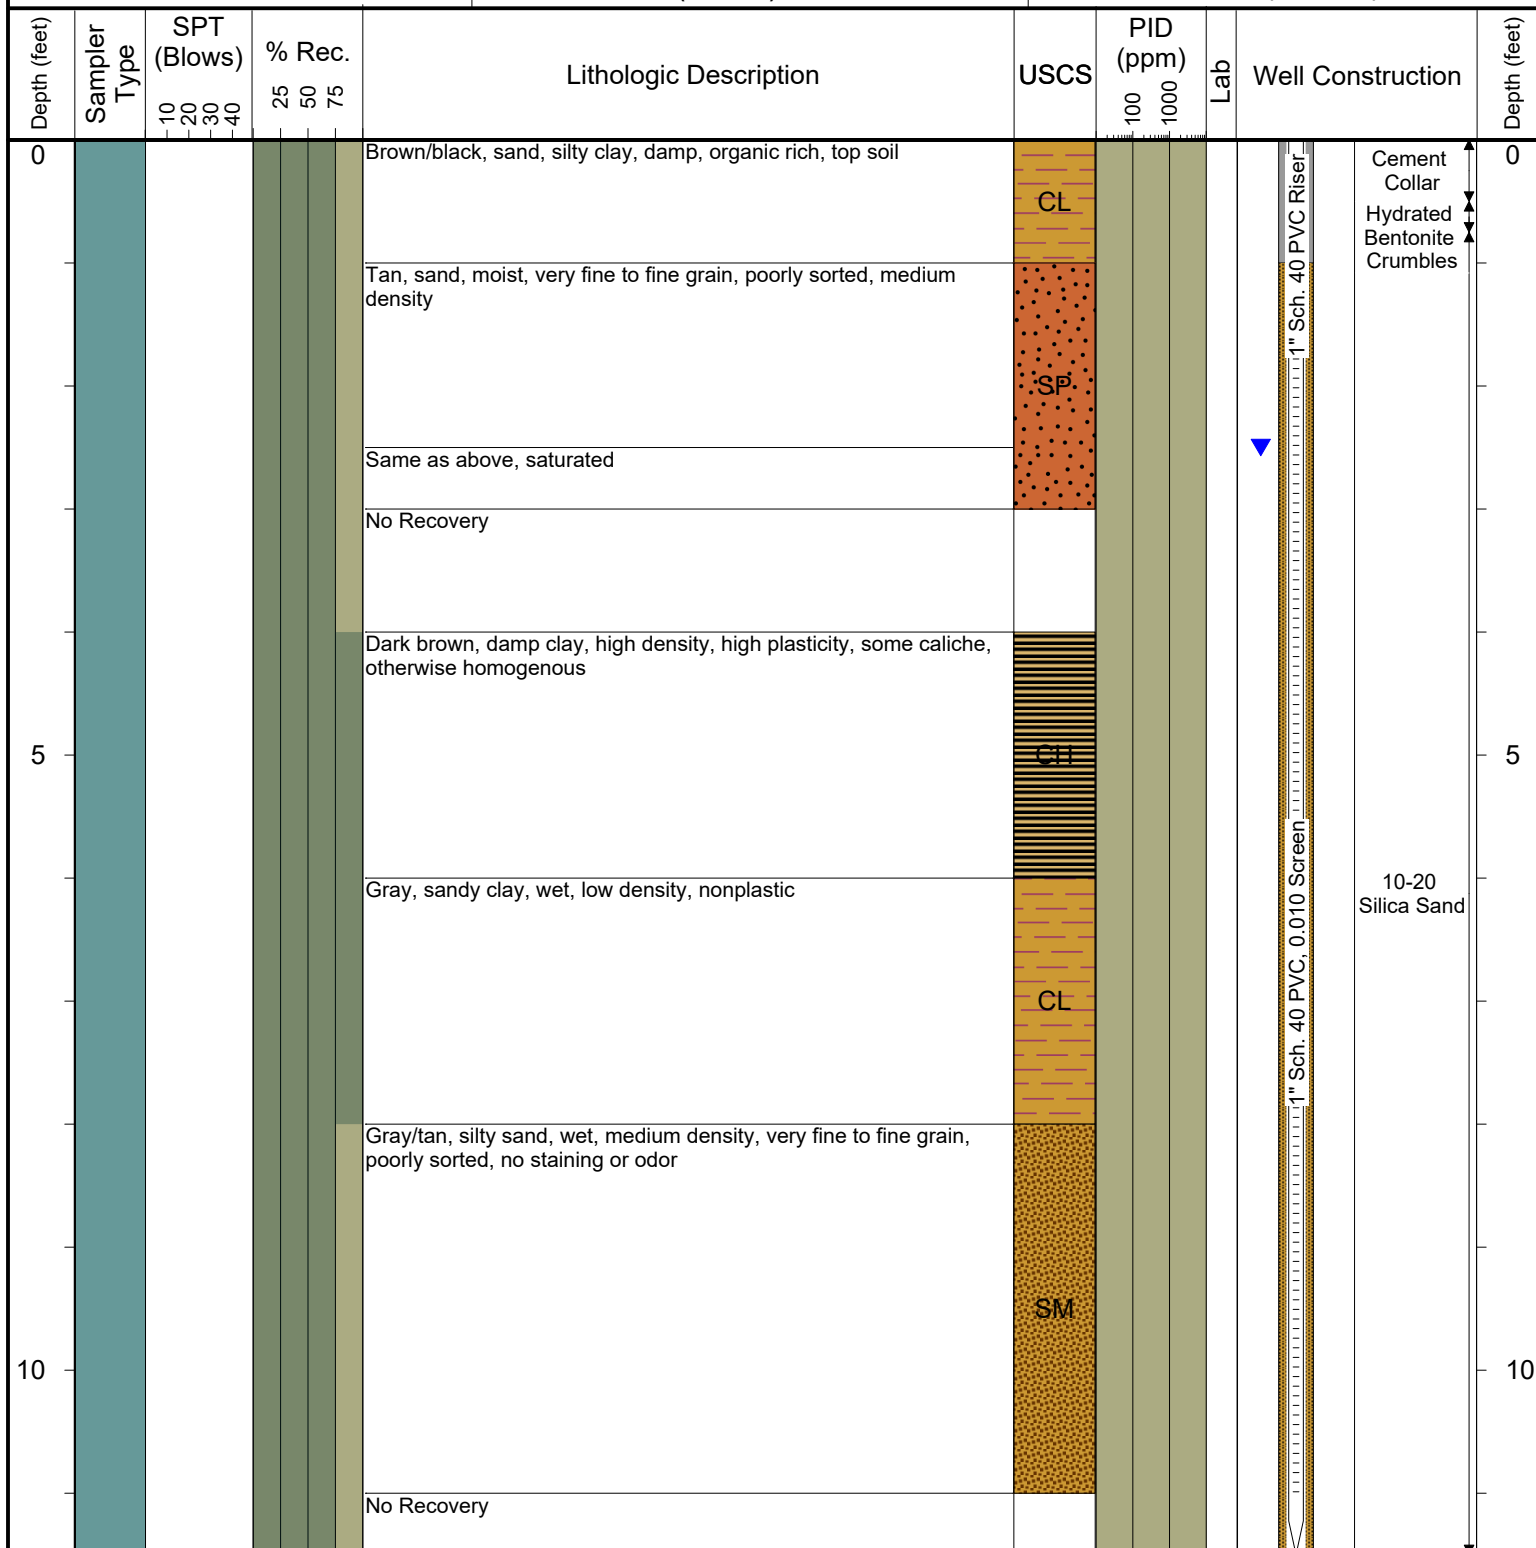 Depth (feet)
Sampler
Type
SPT
(Blows)
10
20
30
40
% Rec.
25
50
75
Lithologic Description
USCS
PID
(ppm)
100
1000
Lab
Well Construction
Depth (feet)
0
Brown/black, sand, silty clay, damp, organic rich, top soil
CL
1" Sch. 40 PVC Riser
Cement
Collar
0
Hydrated
Bentonite
Crumbles
Tan, sand, moist, very fine to fine grain, poorly sorted, medium
density
SP
Same as above, saturated
No Recovery
Dark brown, damp clay, high density, high plasticity, some caliche,
otherwise homogenous
5
CH
5
Gray, sandy clay, wet, low density, nonplastic
CL
1" Sch. 40 PVC, 0.010 Screen
10-20
Silica Sand
Gray/tan, silty sand, wet, medium density, very fine to fine grain,
poorly sorted, no staining or odor
SM
10
10
No Recovery